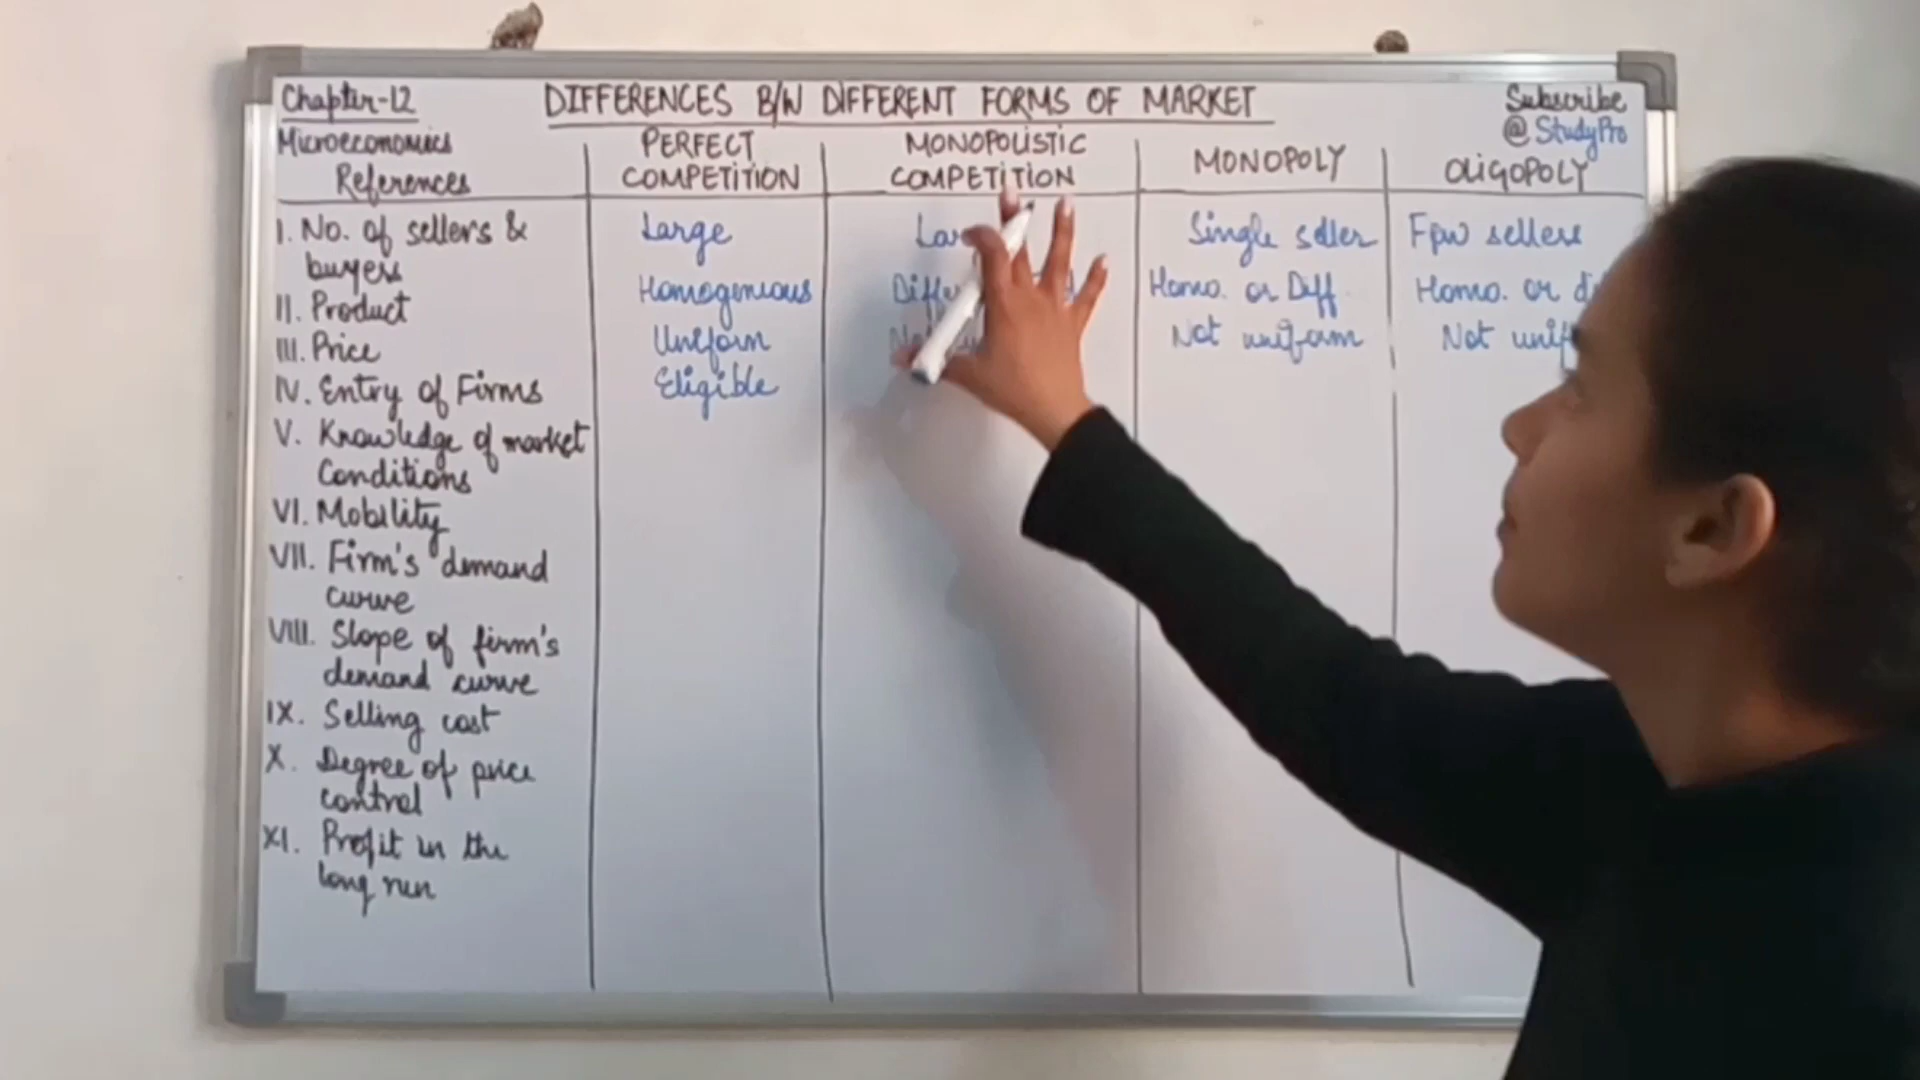 Chapter-12 DIFFERENCES B/W DIFFERENT FORMS OF MARKET Subscribe
@StudyPro
Microeconomics
References PERFECT COMPETITION MONOPOLISTIC COMPETITION MONOPOLY OLIGOPOLY
I. No. of sellers & Large Single seller Few sellers
buyers
II. Product Homogenious Homo. or Diff. Homo. or
III. Price Uniform Not uniform Not
IV. Entry of Firms Eligible
V. Knowledge of market
Conditions
VI. Mobility
VII. Firm's demand
curve
VIII. Slope of firm's
demand curve
IX. Selling cost
X. Degree of price
control
XI. Profit in the
long run